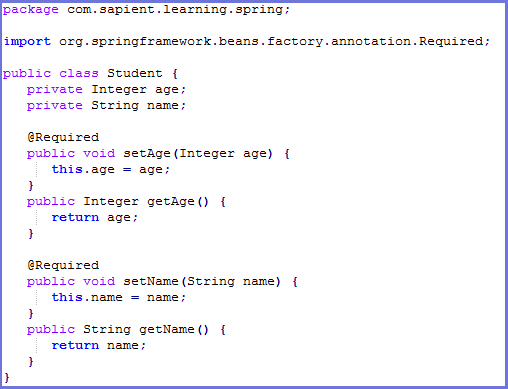 package com.sapient.learning.spring;
import org.springframework.beans.factory.annotation.Required;
public class Student {
private Integer age;
private String name;
@Required
public void setAge(Integer age) {
this.age = age;
}
public Integer getAge() {
return age;
}
@Required
public void setName(String name) {
this.name = name;
}
public String getName() {
return name;
}
}